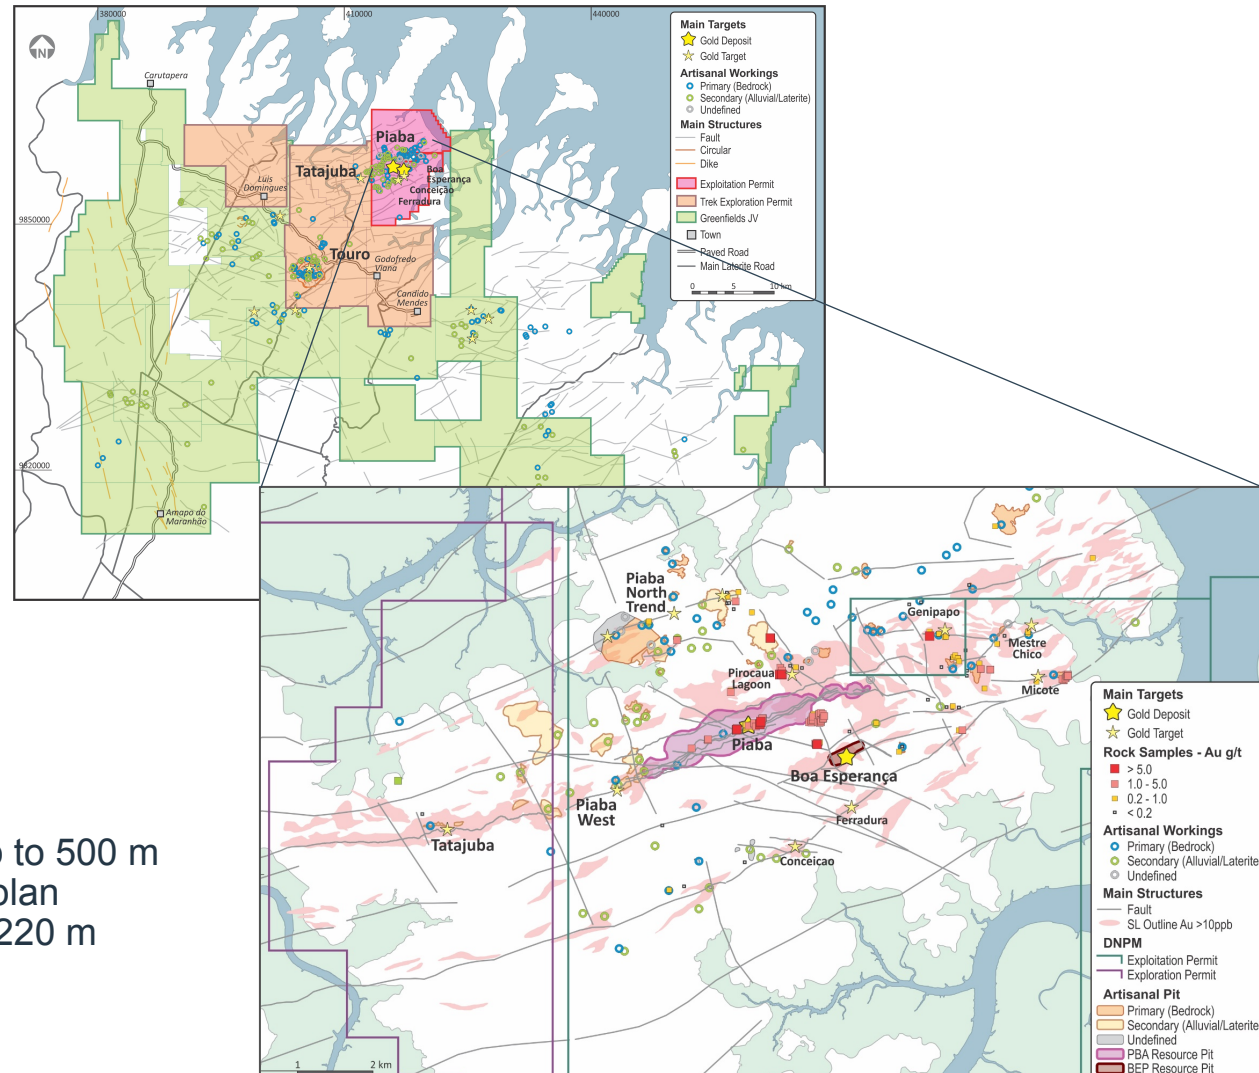 380000
410000
440000
N
Carutapera
Piaba
Tatajuba
Boa
Esperança
Conceição
Ferradura
Luis
Domingues
9850000
Touro
Godofredo
Viana
Candido
Mendes
9820000
Amapo do
Maranhão
Main Targets
Gold Deposit
Gold Target
Artisanal Workings
Primary (Bedrock)
Secondary (Alluvial/Laterite)
Undefined
Main Structures
Fault
Circular
Dike
Exploitation Permit
Trek Exploration Permit
Greenfields JV
Town
Paved Road
Main Laterite Road
0 5 10 km
Piaba
North
Trend
Genipapo
Mestre
Chico
Micote
Pirocaua
Lagoon
Piaba
Boa Esperança
Piaba
West
Ferradura
Tatajuba
Conceicao
o to 500 m
plan
220 m
1 2 km
Main Targets
Gold Deposit
Gold Target
Rock Samples - Au g/t
> 5.0
1.0 - 5.0
0.2 - 1.0
< 0.2
Artisanal Workings
Primary (Bedrock)
Secondary (Alluvial/Laterite
Undefined
Main Structures
Fault
SL Outline Au >10ppb
DNPM
Exploitation Permit
Exploration Permit
Artisanal Pit
Primary (Bedrock)
Secondary (Alluvial/Laterite
Undefined
PBA Resource Pit
BEP Resource Pit